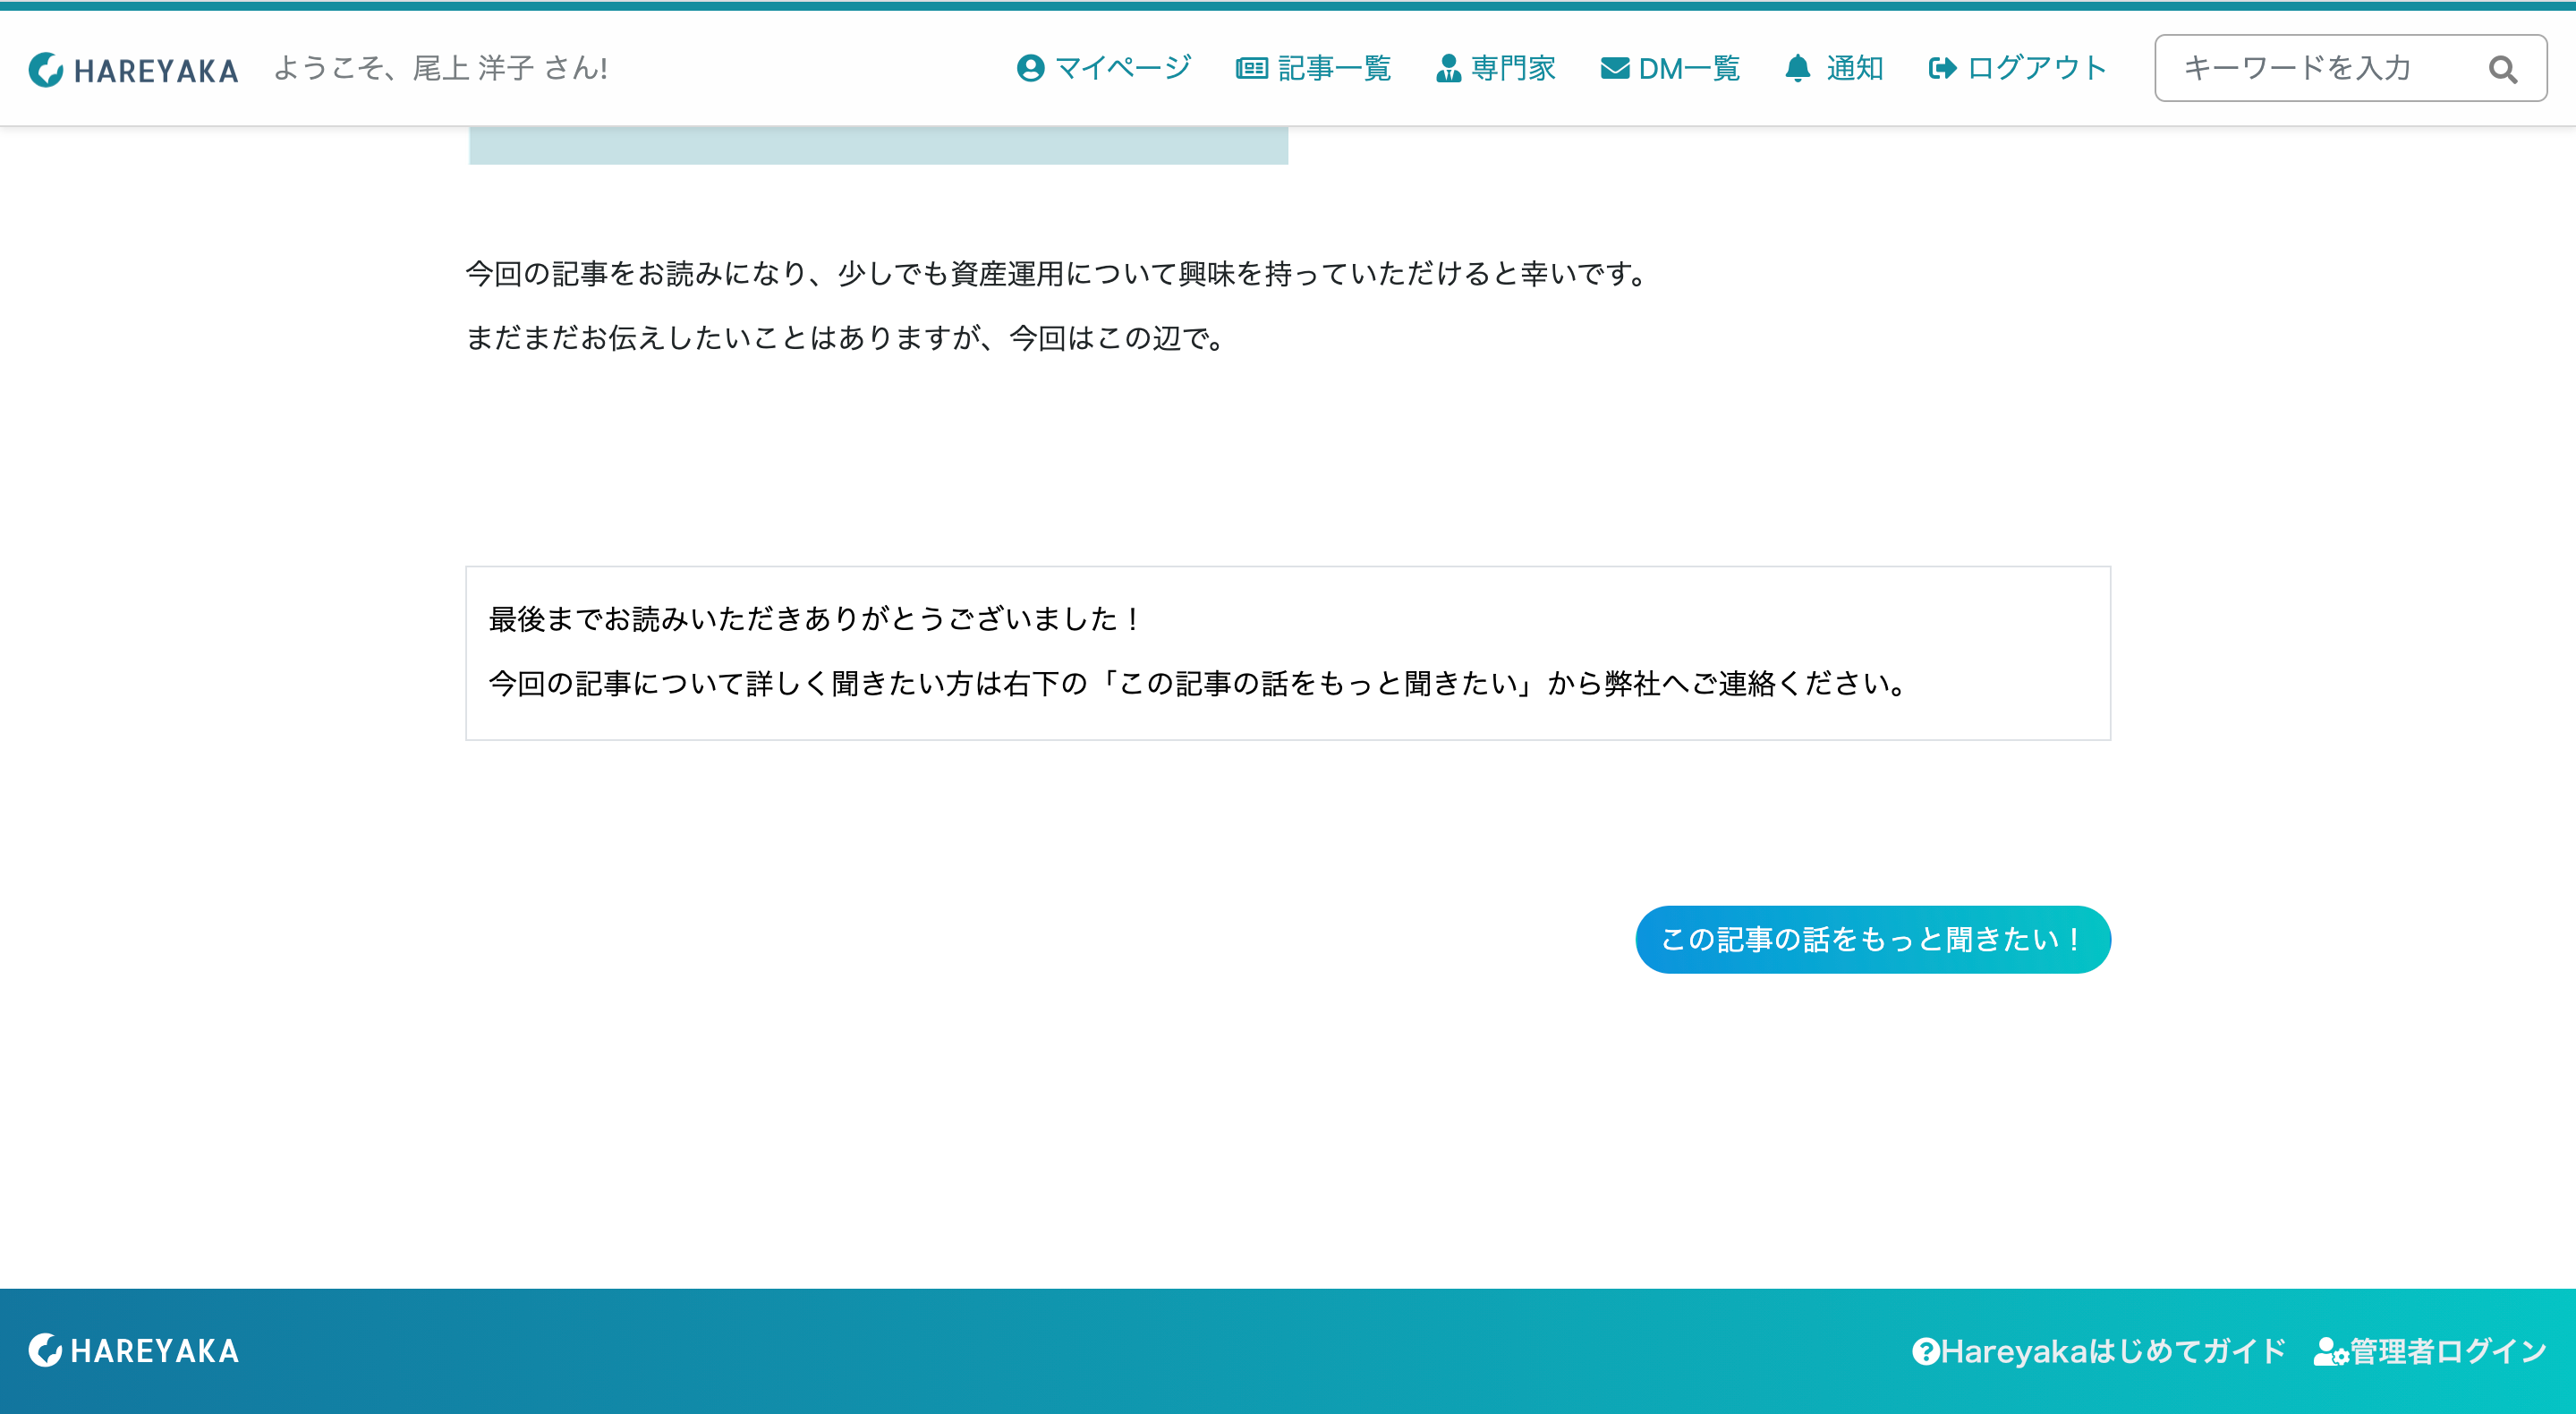 HAREYAKA ようこそ、尾上 洋子 さん! マイページ 記事一覧 専門家 DM一覧 通知 ログアウト キーワードを入力
今回の記事をお読みになり、少しでも資産運用について興味を持っていただけると幸いです。
まだまだお伝えしたいことはありますが、今回はこの辺で。
最後までお読みいただきありがとうございました！
今回の記事について詳しく聞きたい方は右下の「この記事の話をもっと聞きたい」から弊社へご連絡ください。
この記事の話をもっと聞きたい！
HAREYAKA Hareyakaはじめてガイド 管理者ログイン